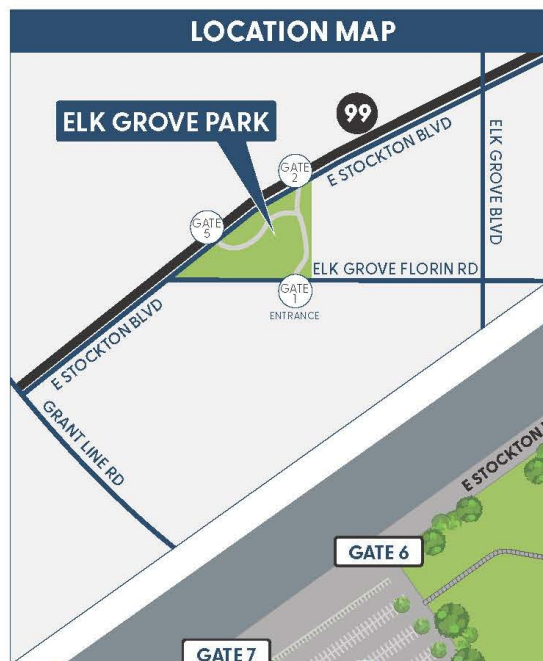 LOCATION MAP
99
ELK GROVE PARK
E STOCKTON BLVD
ELK GROVE BLVD
GATE
2
GATE
5
ELK GROVE FLORIN RD
GATE
1
ENTRANCE
E STOCKTON BLVD
GRANT LINE RD
E STOCKTON
GATE 6
GATE 7